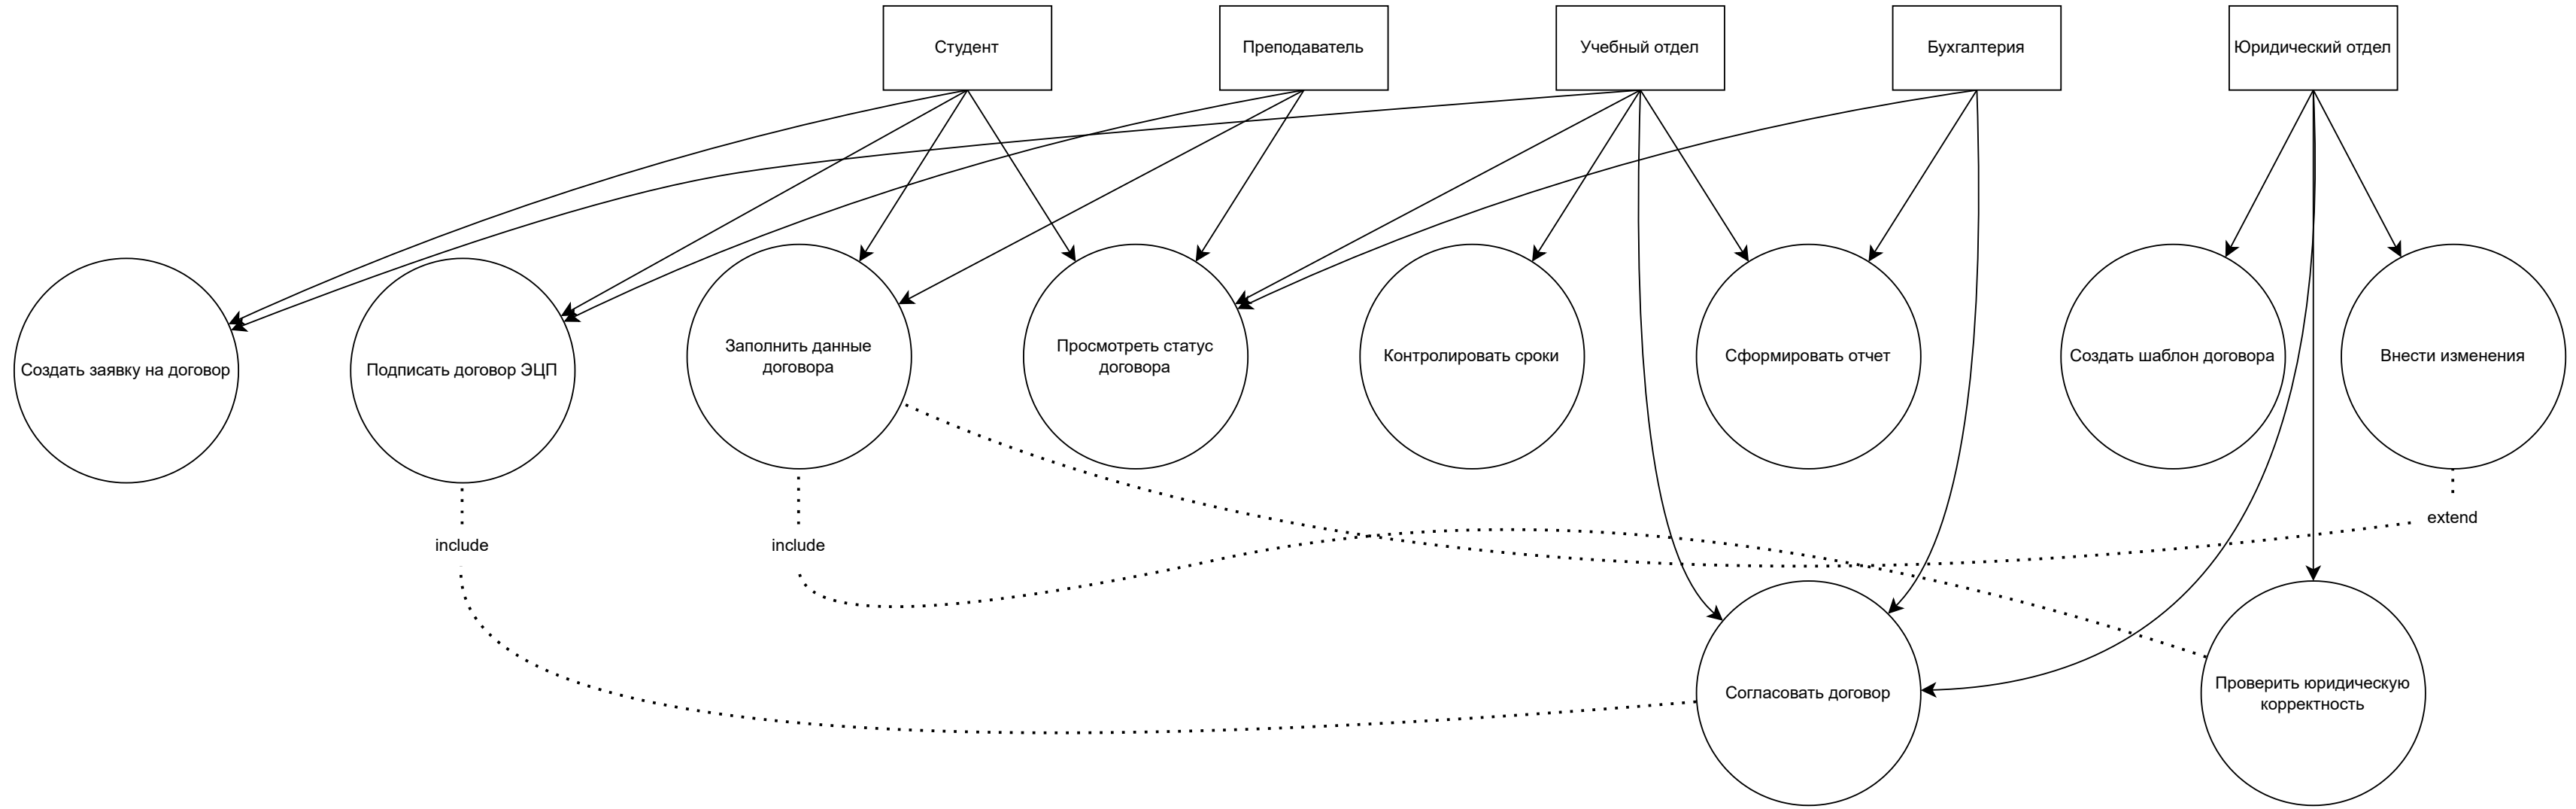 Студент
Преподаватель
Учебный отдел
Бухгалтерия
Юридический отдел
Создать заявку на договор
Подписать договор ЭЦП
Заполнить данные
договора
Просмотреть статус
договора
Контролировать сроки
Сформировать отчет
Создать шаблон договора
Внести изменения
include
include
extend
Согласовать договор
Проверить юридическую
корректность